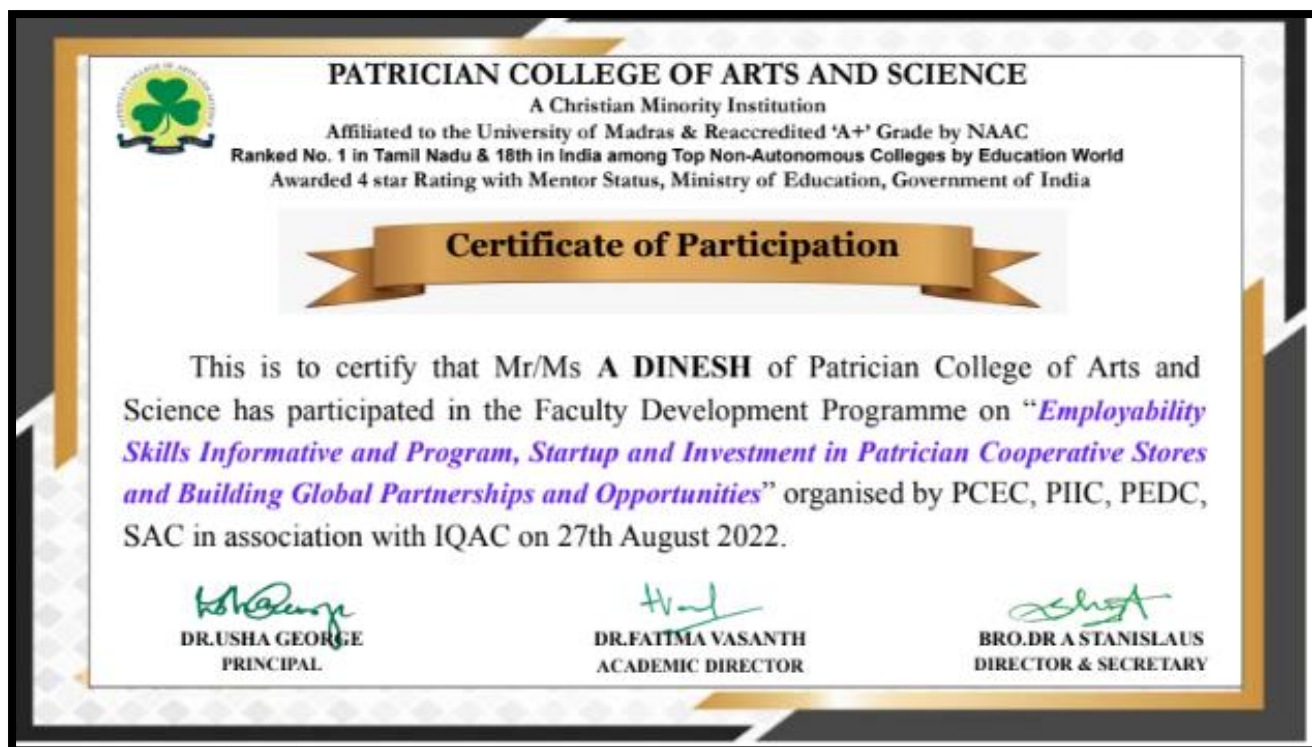 PATRICIAN COLLEGE OF ARTS AND SCIENCE
A Christian Minority Institution
Affiliated to the University of Madras & Reaccredited ‘A+’ Grade by NAAC
Ranked No. 1 in Tamil Nadu & 18th in India among Top Non-Autonomous Colleges by Education World
Awarded 4 star Rating with Mentor Status, Ministry of Education, Government of India
Certificate of Participation
This is to certify that Mr/Ms A DINESH of Patrician College of Arts and
Science has participated in the Faculty Development Programme on “Employability
Skills Informative and Program, Startup and Investment in Patrician Cooperative Stores
and Building Global Partnerships and Opportunities” organised by PCEC, PIIC, PEDC,
SAC in association with IQAC on 27th August 2022.
DR.USHA GEORGE
PRINCIPAL
DR.FATIMA VASANTH
ACADEMIC DIRECTOR
BRO.DR A STANISLAUS
DIRECTOR & SECRETARY